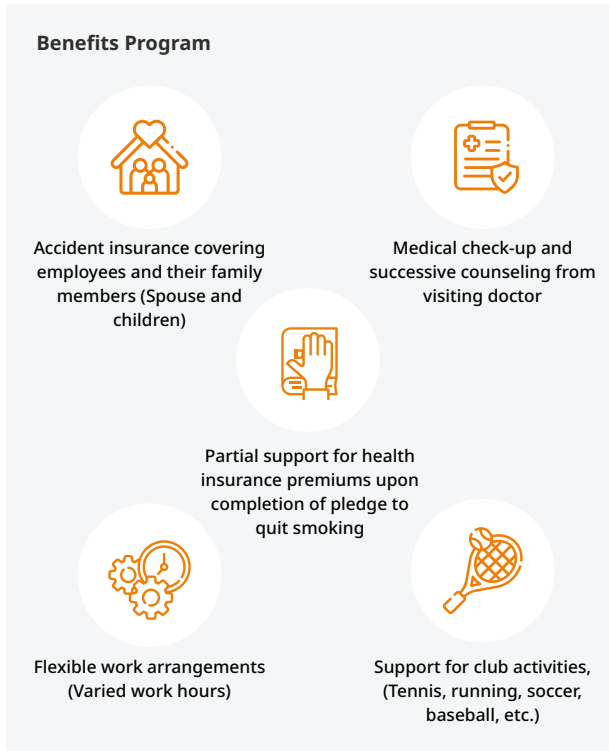 Benefits Program
Accident insurance covering
employees and their family
members (Spouse and
children)
Medical check-up and
successive counseling from
visiting doctor
Partial support for health
insurance premiums upon
completion of pledge to
quit smoking
Flexible work arrangements
(Varied work hours)
Support for club activities,
(Tennis, running, soccer,
baseball, etc.)